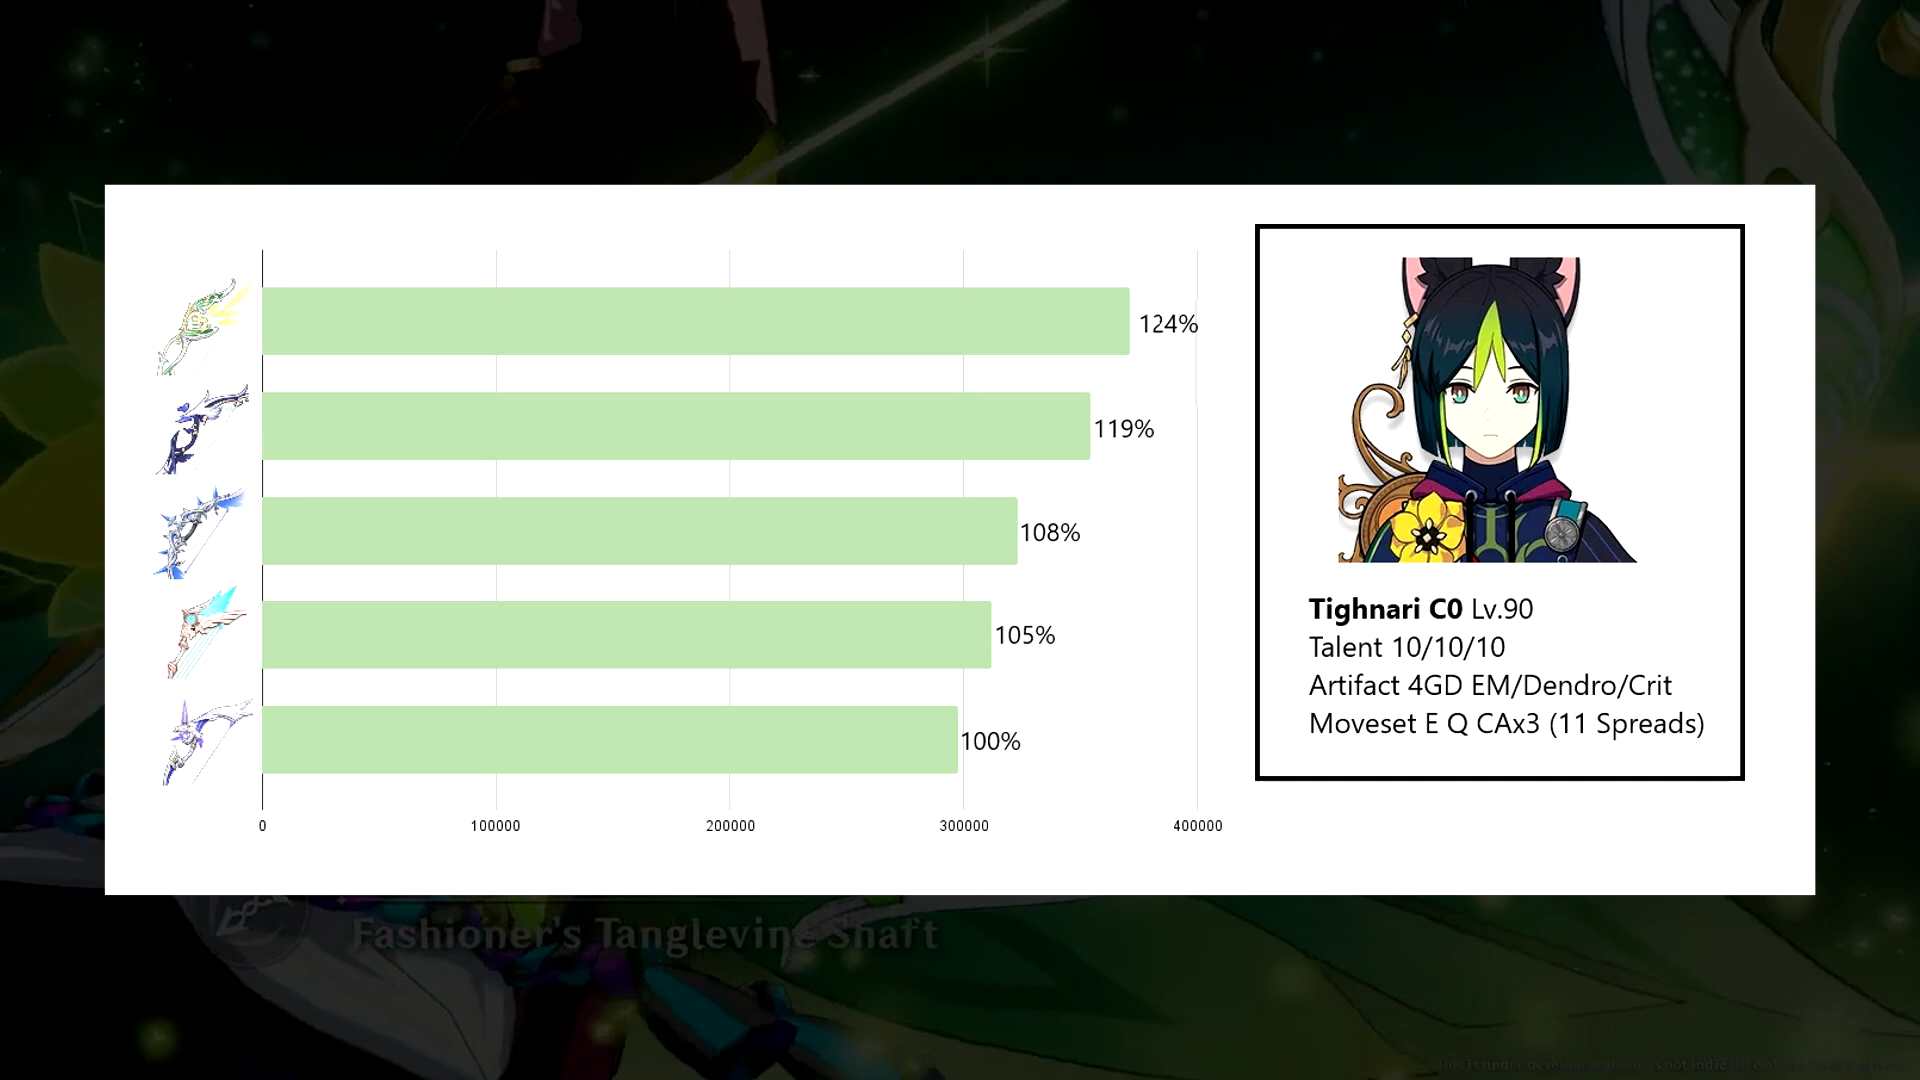 124%
119%
108%
105%
100%
0
100000
200000
300000
400000
Tighnari C0 Lv.90
Talent 10/10/10
Artifact 4GD EM/Dendro/Crit
Moveset E Q CAx3 (11 Spreads)
Fashioner's Tanglevine Shaft